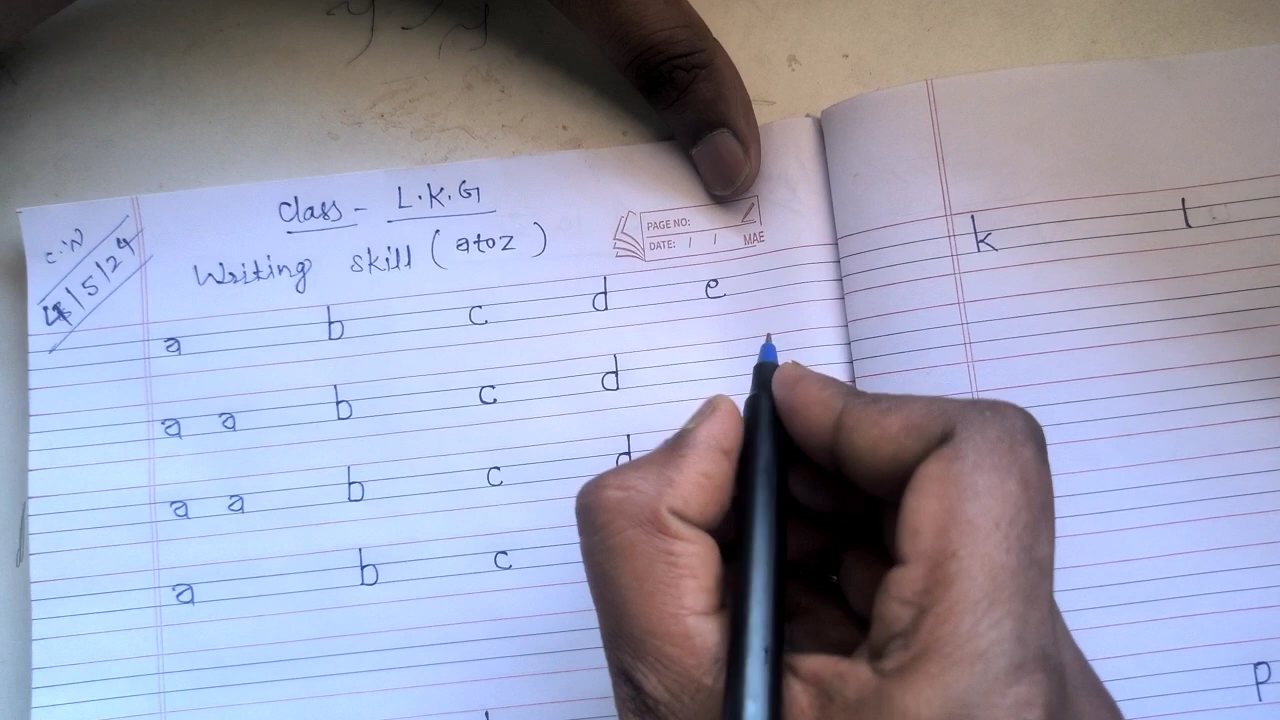 Class - L.K.G
C.W
4/5/24
Writing skill ( a to z )
PAGE NO:
DATE: / / MAE
a b c d e
a a b c d
a a b c d
a b c
k l
p